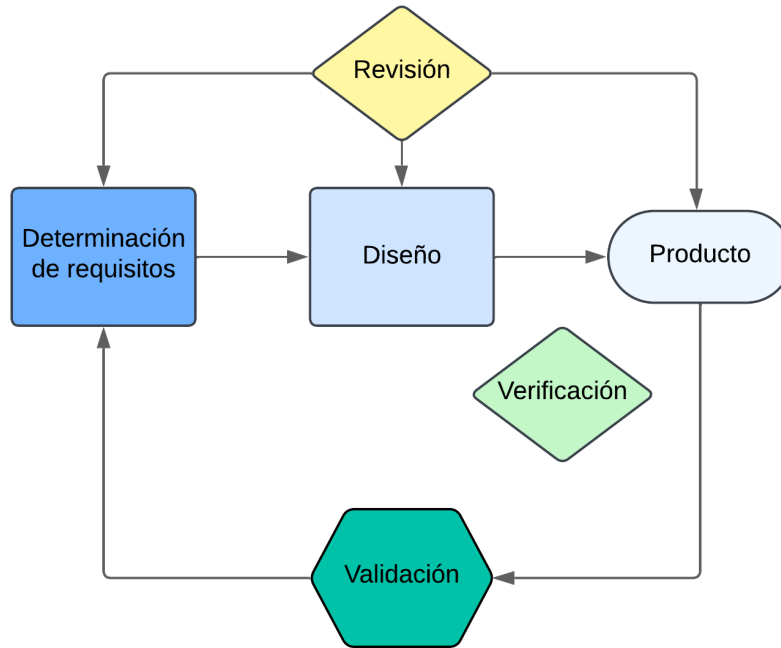 Revisión
Determinación
de requisitos
Diseño
Producto
Verificación
Validación